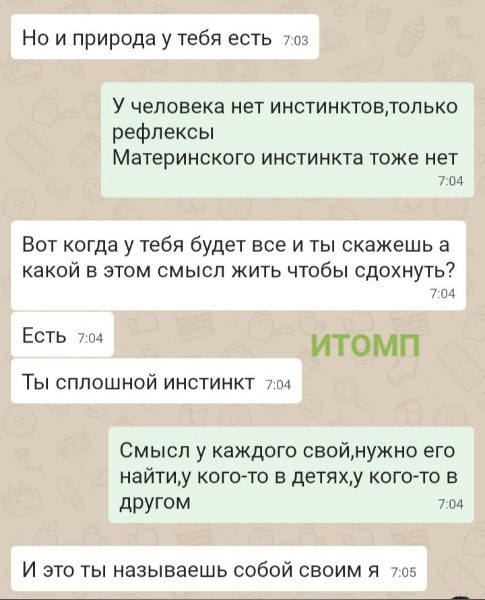 Но и природа у тебя есть 7:03
У человека нет инстинктов,только
рефлексы
Материнского инстинкта тоже нет
7:04
Вот когда у тебя будет все и ты скажешь а
какой в этом смысл жить чтобы сдохнуть?
7:04
Есть 7:04
ИТОМП
Ты сплошной инстинкт 7:04
Смысл у каждого свой,нужно его
найти,у кого-то в детях,у кого-то в
другом 7:04
И это ты называешь собой своим я 7:05